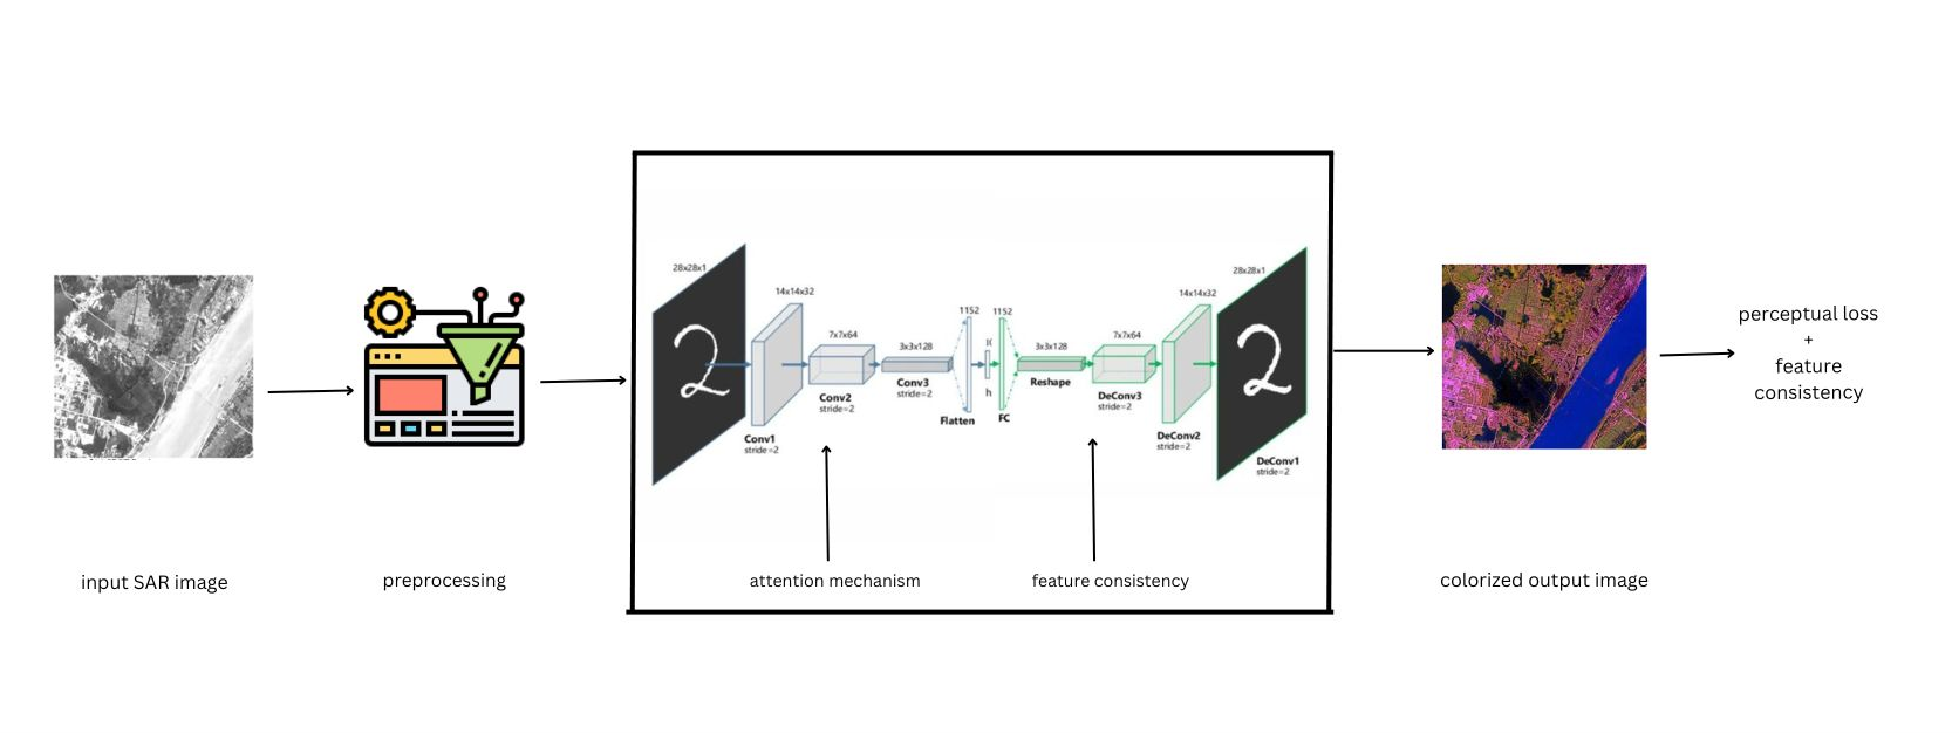 28x28x1
14x14x32
7x7x64
3x3x128
1152
1152
3x3x128
7x7x64
14x14x32
28x28x1
Conv1
stride=2
Conv2
stride=2
Conv3
stride=2
Flatten
h
FC
Reshape
DeConv3
stride=2
DeConv2
stride=2
DeConv1
stride=2
attention mechanism
feature consistency
input SAR image
preprocessing
colorized output image
perceptual loss
+
feature
consistency